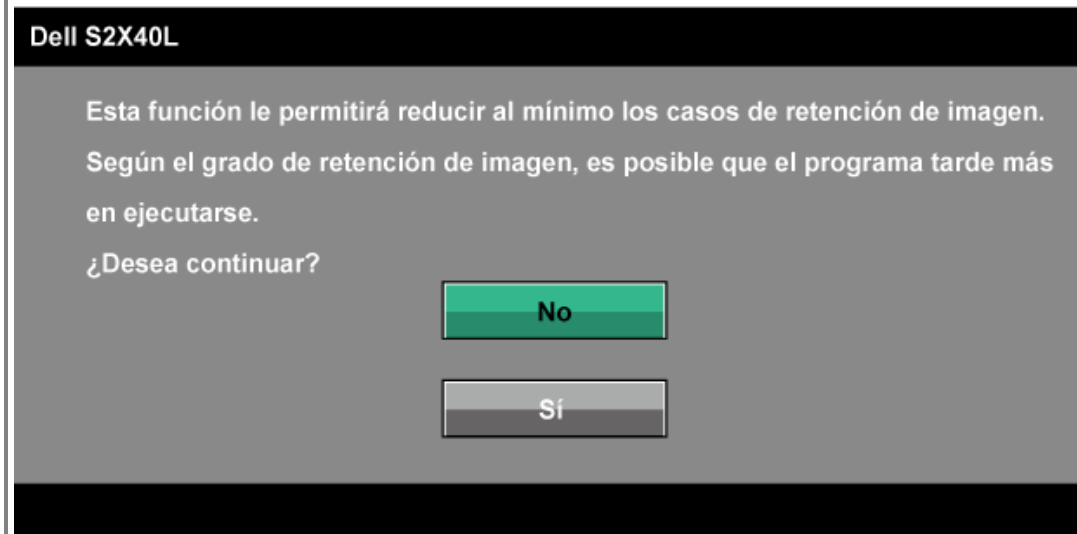 Dell S2X40L
Esta función le permitirá reducir al mínimo los casos de retención de imagen.
Según el grado de retención de imagen, es posible que el programa tarde más
en ejecutarse.
¿Desea continuar?
No
Sí